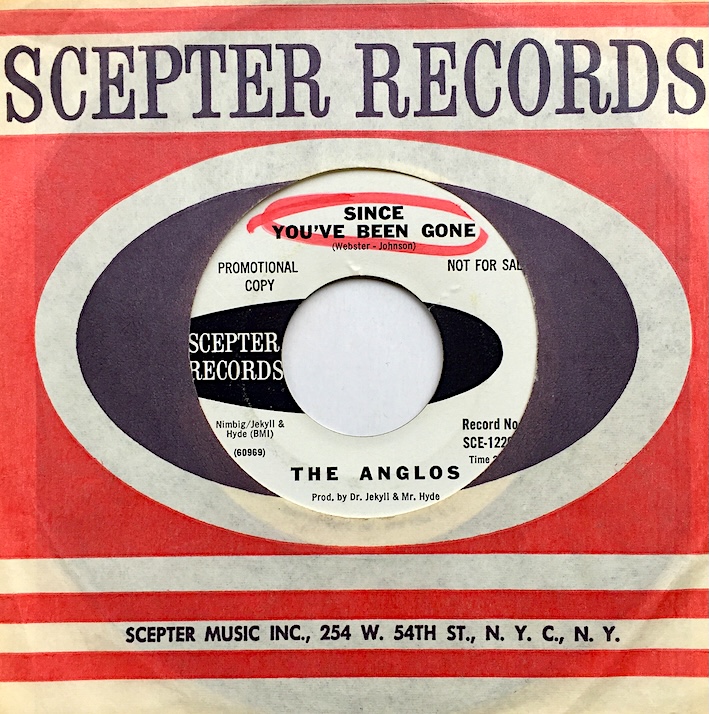 SCEPTER RECORDS
SINCE
YOU'VE BEEN GONE
(Webster - Johnson)
PROMOTIONAL
COPY
NOT FOR
SCEPTER
RECORDS
Nimbig/Jekyll &
Hyde (BMI)
(60969)
Record No
Time
THE ANGLOS
Prod. by Dr. Jekyll & Mr. Hyde
SCEPTER MUSIC INC., 254 W. 54TH ST., N. Y. C., N. Y.